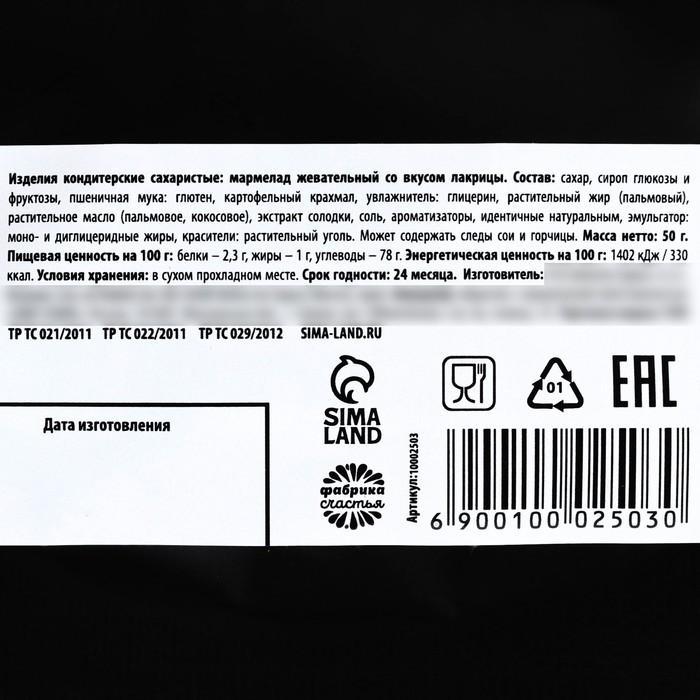 Изделия кондитерские сахаристые: мармелад жевательный со вкусом лакрицы. Состав: сахар, сироп глюкозы и
фруктозы, пшеничная мука: глютен, картофельный крахмал, увлажнитель: глицерин, растительный жир (пальмовый),
растительное масло (пальмовое, кокосовое), экстракт солодки, соль, ароматизаторы, идентичные натуральным, эмульгатор:
моно- и диглицеридные жиры, красители: растительный уголь. Может содержать следы сои и горчицы. Масса нетто: 50 г.
Пищевая ценность на 100 г: белки – 2,3 г, жиры – 1 г, углеводы – 78 г. Энергетическая ценность на 100 г: 1402 кДж / 330
ккал. Условия хранения: в сухом прохладном месте. Срок годности: 24 месяца. Изготовитель:
ТР ТС 021/2011 ТР ТС 022/2011 ТР ТС 029/2012 SIMA-LAND.RU
Дата изготовления
SIMA
LAND
фабрика
счастья
01
EAC
Артикул:10002503
6 900100 025030